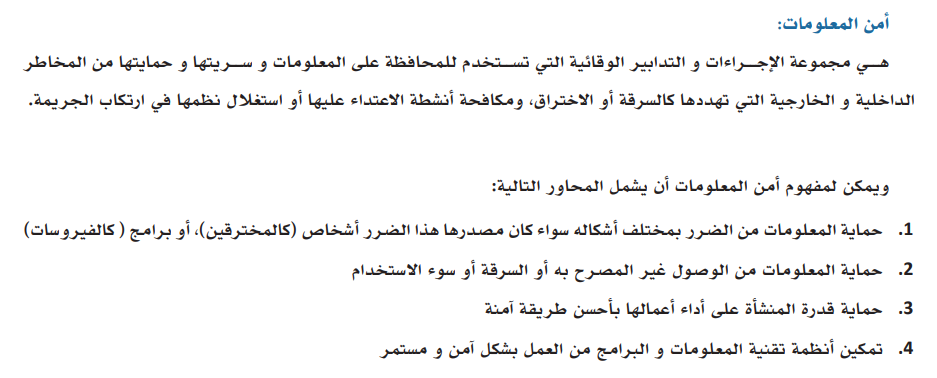 أمن المعلومات:
هي مجموعة الإجراءات و التدابير الوقائية التي تستخدم للمحافظة على المعلومات و سريتها و حمايتها من المخاطر
الداخلية و الخارجية التي تهددها كالسرقة أو الاختراق، ومكافحة أنشطة الاعتداء عليها أو استغلال نظمها في ارتكاب الجريمة.
ويمكن لمفهوم أمن المعلومات أن يشمل المحاور التالية:
1. حماية المعلومات من الضرر بمختلف أشكاله سواء كان مصدرها هذا الضرر أشخاص (كالمخترقين)، أو برامج ( كالفيروسات)
2. حماية المعلومات من الوصول غير المصرح به أو السرقة أو سوء الاستخدام
3. حماية قدرة المنشأة على أداء أعمالها بأحسن طريقة آمنة
4. تمكين أنظمة تقنية المعلومات و البرامج من العمل بشكل آمن و مستمر